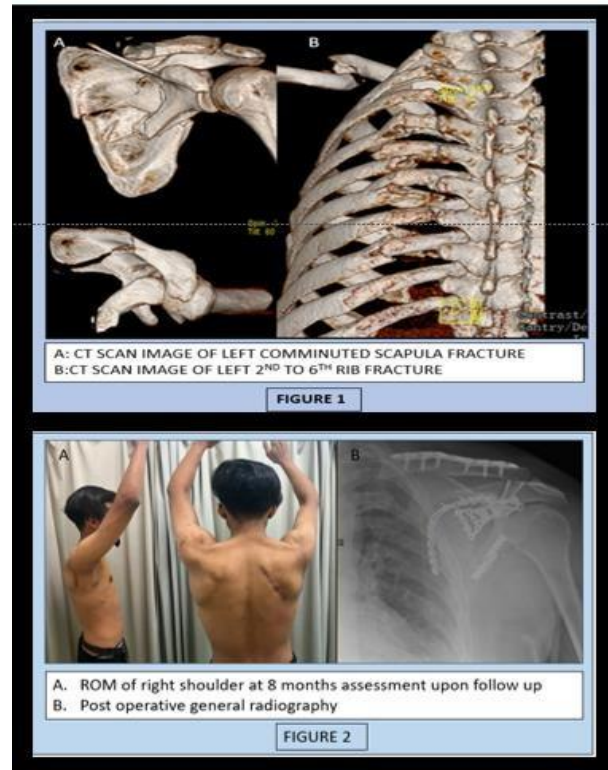 A
B
A: CT SCAN IMAGE OF LEFT COMMINUTED SCAPULA FRACTURE
B:CT SCAN IMAGE OF LEFT 2ND TO 6TH RIB FRACTURE
FIGURE 1
A
B
A. ROM of right shoulder at 8 months assessment upon follow up
B. Post operative general radiography
FIGURE 2